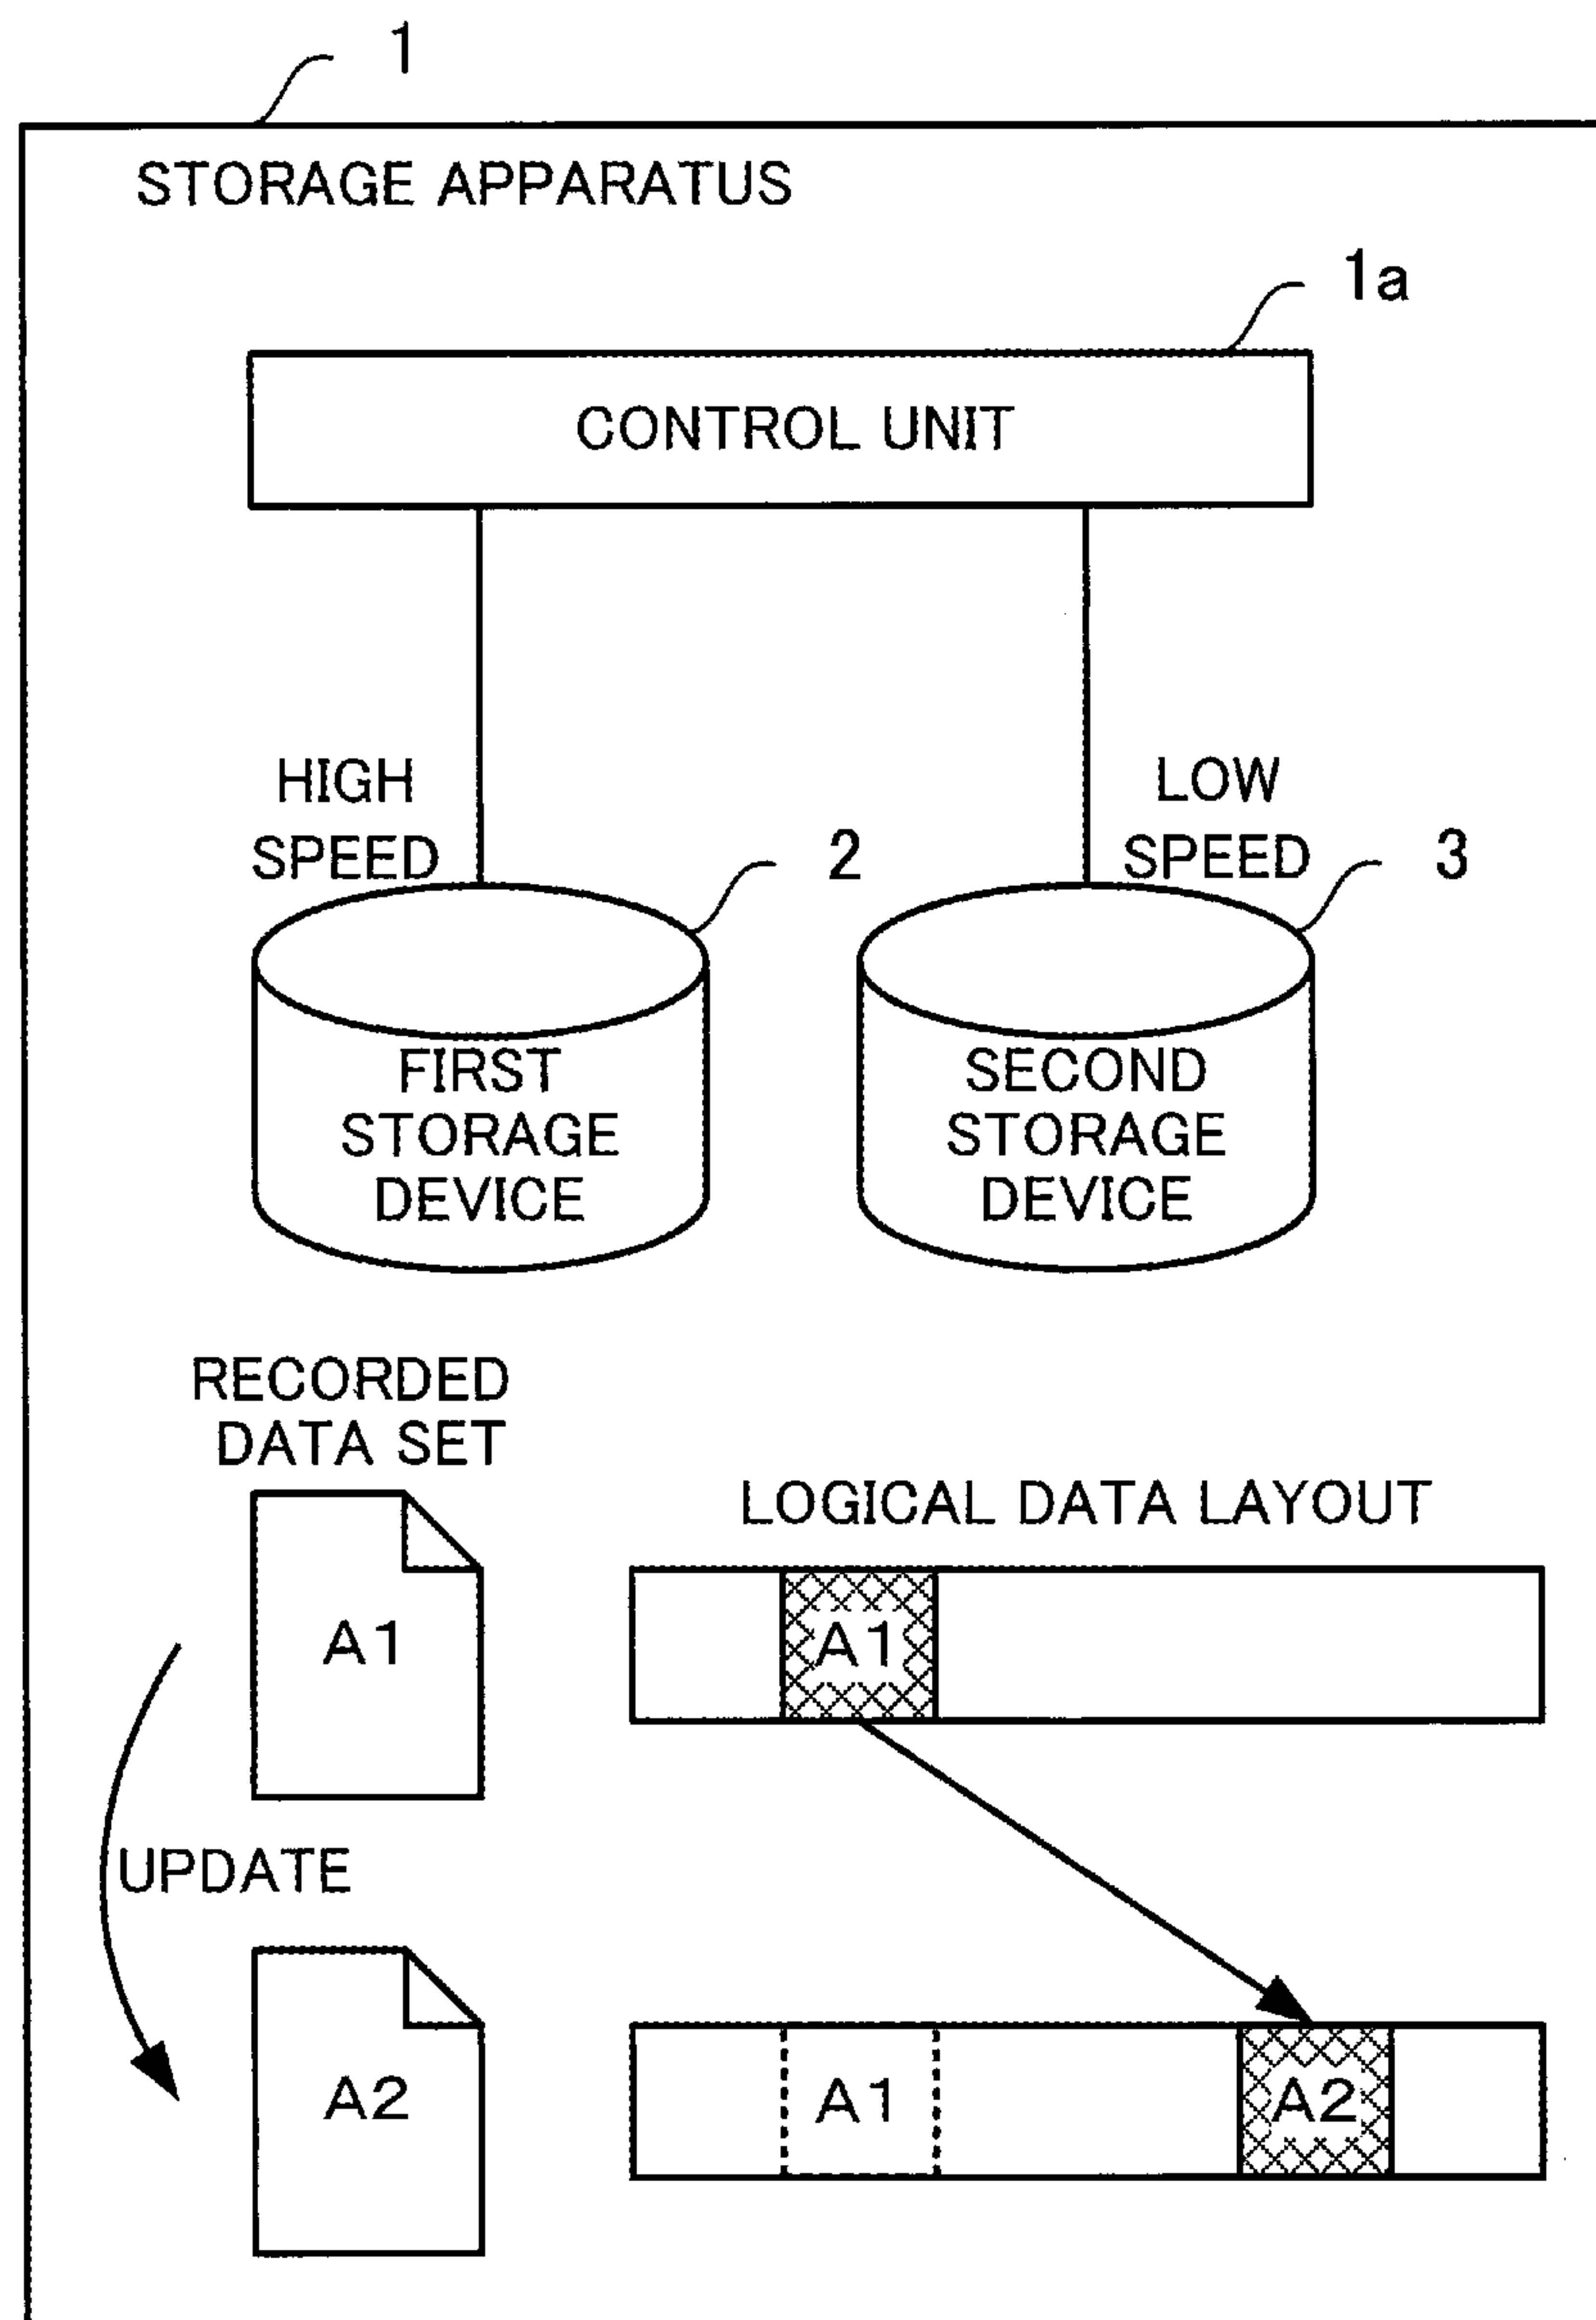 1
STORAGE APPARATUS
1a
CONTROL UNIT
HIGH
SPEED
2
LOW
SPEED
3
FIRST
STORAGE
DEVICE
SECOND
STORAGE
DEVICE
RECORDED
DATA SET
LOGICAL DATA LAYOUT
A1
A1
UPDATE
A2
A1
A2